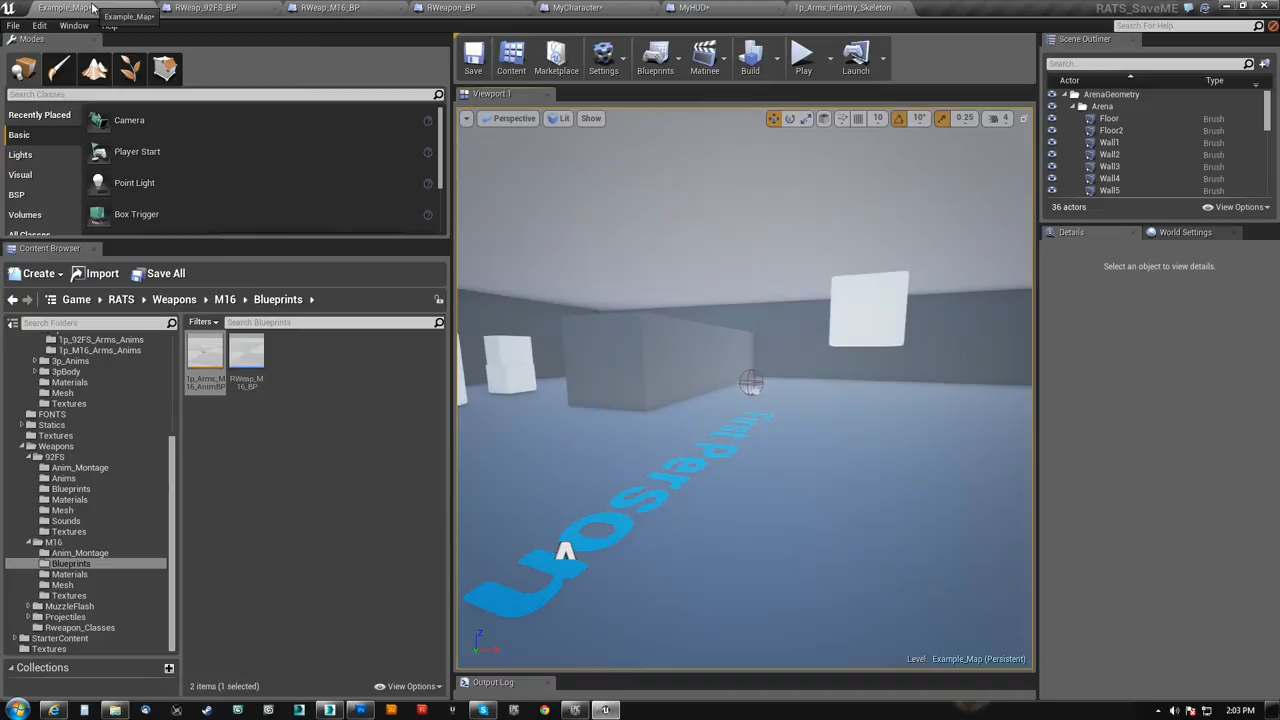 Example_Map*
RWeap_92FS_BP
RWeap_M16_BP
RWeapon_BP
MyCharacter*
MyHUD*
1p_Arms_Infantry_Skeleton
RATS_SaveME
Example_Map*
File
Edit
Window
Search For Help
Modes
Search Classes
Recently Placed
Basic
Lights
Visual
BSP
Volumes
All Classes
Camera
Player Start
Point Light
Box Trigger
Save
Content
Marketplace
Settings
Blueprints
Matinee
Build
Play
Launch
Viewport 1
Perspective
Lit
Show
10
10°
0.25
4
Scene Outliner
Search...
Actor
Type
ArenaGeometry
Arena
Floor Brush
Floor2 Brush
Wall1 Brush
Wall2 Brush
Wall3 Brush
Wall4 Brush
Wall5 Brush
36 actors
View Options
Details
World Settings
Select an object to view details.
Content Browser
Create
Import
Save All
Game
RATS
Weapons
M16
Blueprints
Search Folders
Filters
Search Blueprints
1p_92FS_Arms_Anims
1p_M16_Arms_Anims
3p_Anims
3pBody
Materials
Mesh
Textures
FONTS
Statics
Textures
Weapons
92FS
Anim_Montage
Anims
Blueprints
Materials
Mesh
Sounds
Textures
M16
Anim_Montage
Blueprints
Materials
Mesh
Textures
MuzzleFlash
Projectiles
Rweapon_Classes
StarterContent
Textures
1p_Arms_M
16_AnimBP
RWeap_M
16_BP
Collections
2 items (1 selected)
View Options
Level: Example_Map (Persistent)
Output Log
Z
2:03 PM